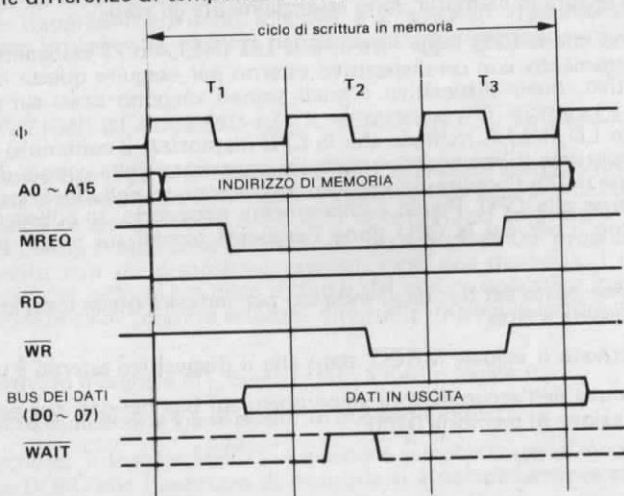 ciclo di scrittura in memoria
T1 T2 T3
Φ
A0 ~ A15 INDIRIZZO DI MEMORIA
MREQ
RD
WR
BUS DEI DATI DATI IN USCITA
(D0 ~ 07)
WAIT